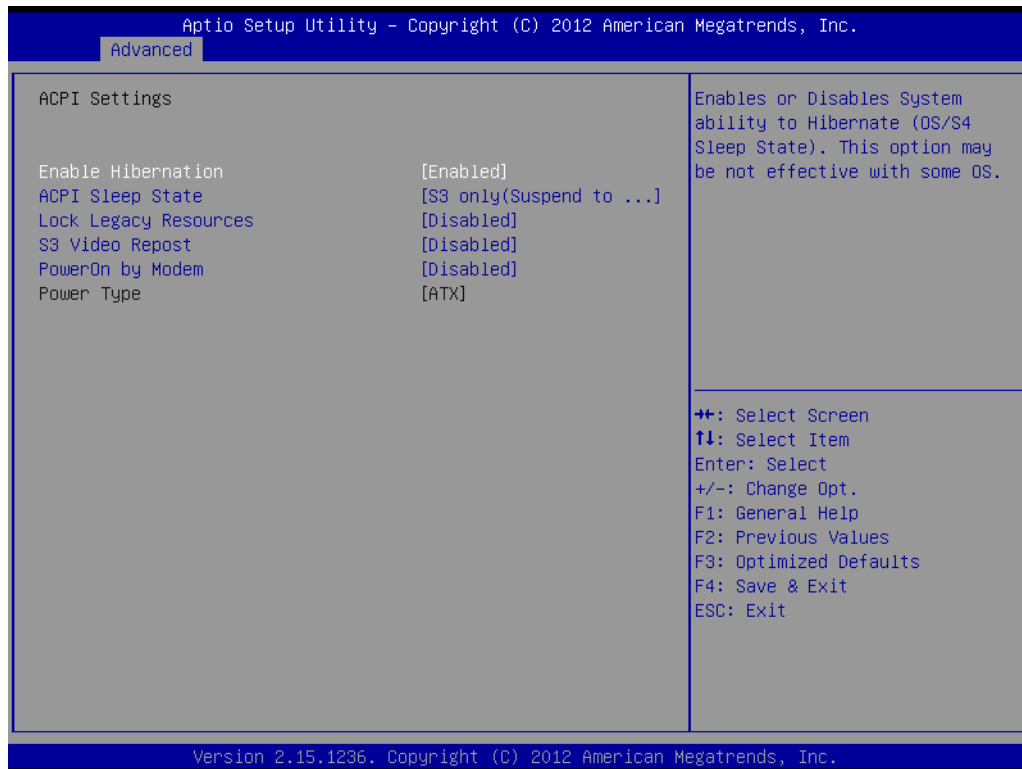 Aptio Setup Utility – Copyright (C) 2012 American Megatrends, Inc.
Advanced
ACPI Settings
Enable Hibernation [Enabled]
ACPI Sleep State [S3 only(Suspend to ...]
Lock Legacy Resources [Disabled]
S3 Video Repost [Disabled]
PowerOn by Modem [Disabled]
Power Type [ATX]
Enables or Disables System
ability to Hibernate (OS/S4
Sleep State). This option may
be not effective with some OS.
→←: Select Screen
↑↓: Select Item
Enter: Select
+/-: Change Opt.
F1: General Help
F2: Previous Values
F3: Optimized Defaults
F4: Save & Exit
ESC: Exit
Version 2.15.1236. Copyright (C) 2012 American Megatrends, Inc.